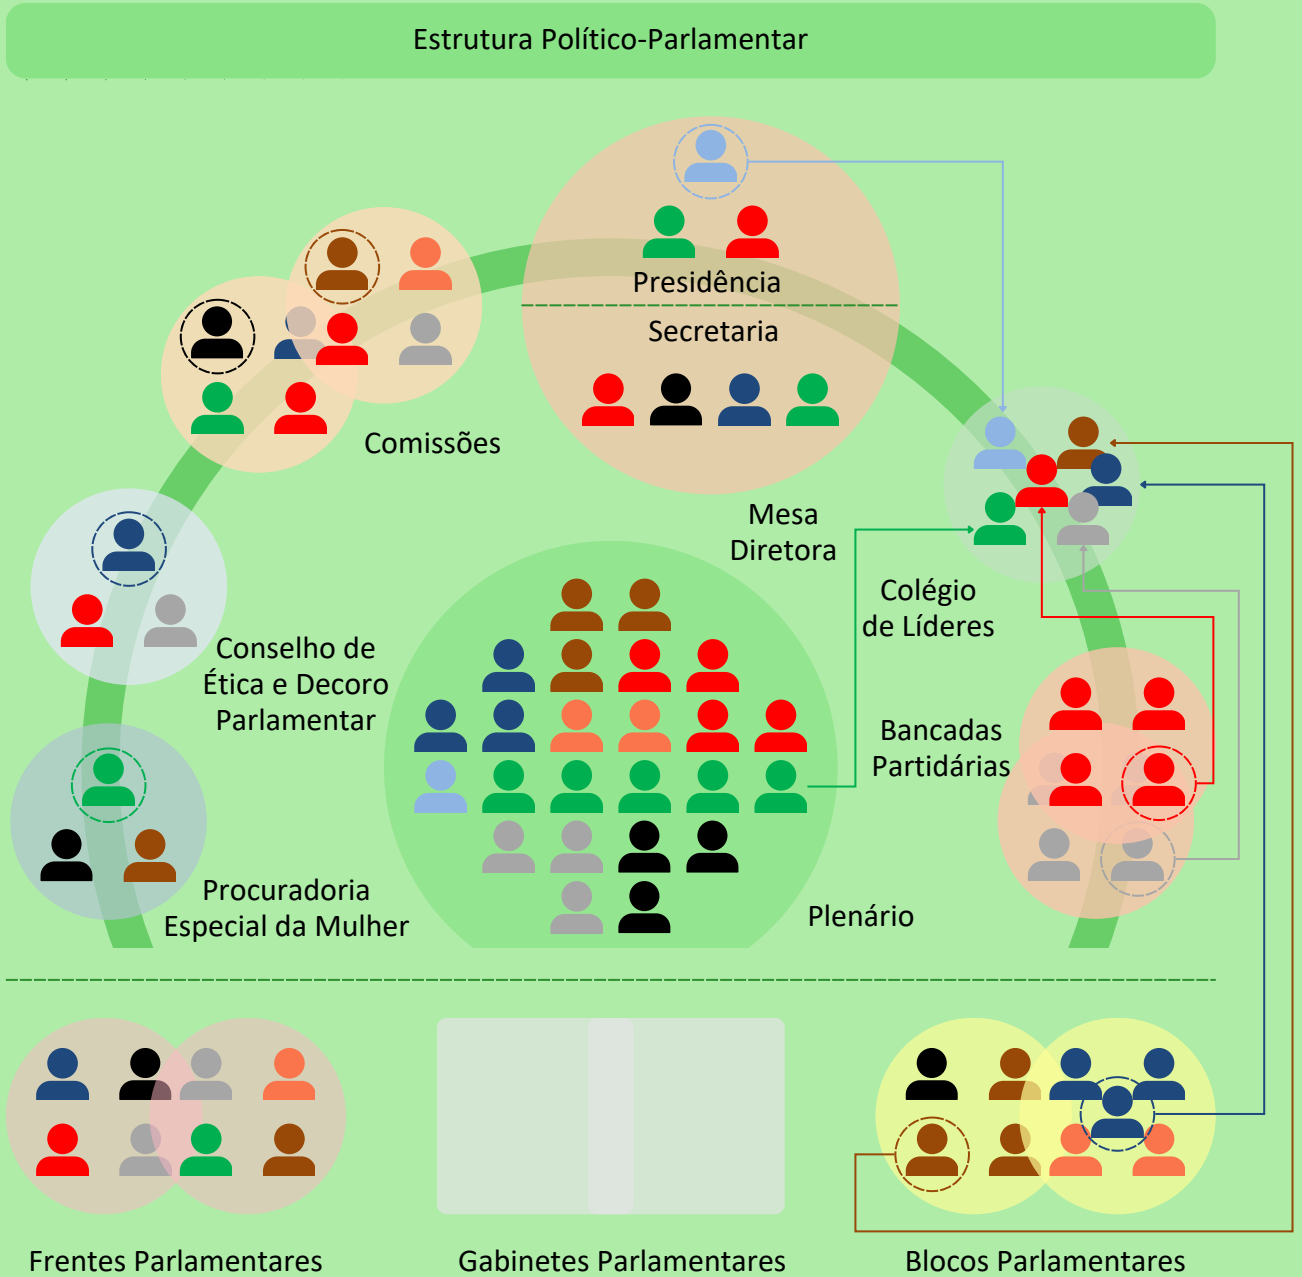 Estrutura Político-Parlamentar
Presidência
Secretaria
Comissões
Mesa
Diretora
Colégio
de Líderes
Conselho de
Ética e Decoro
Parlamentar
Bancadas
Partidárias
Procuradoria
Especial da Mulher
Plenário
Frentes Parlamentares
Gabinetes Parlamentares
Blocos Parlamentares